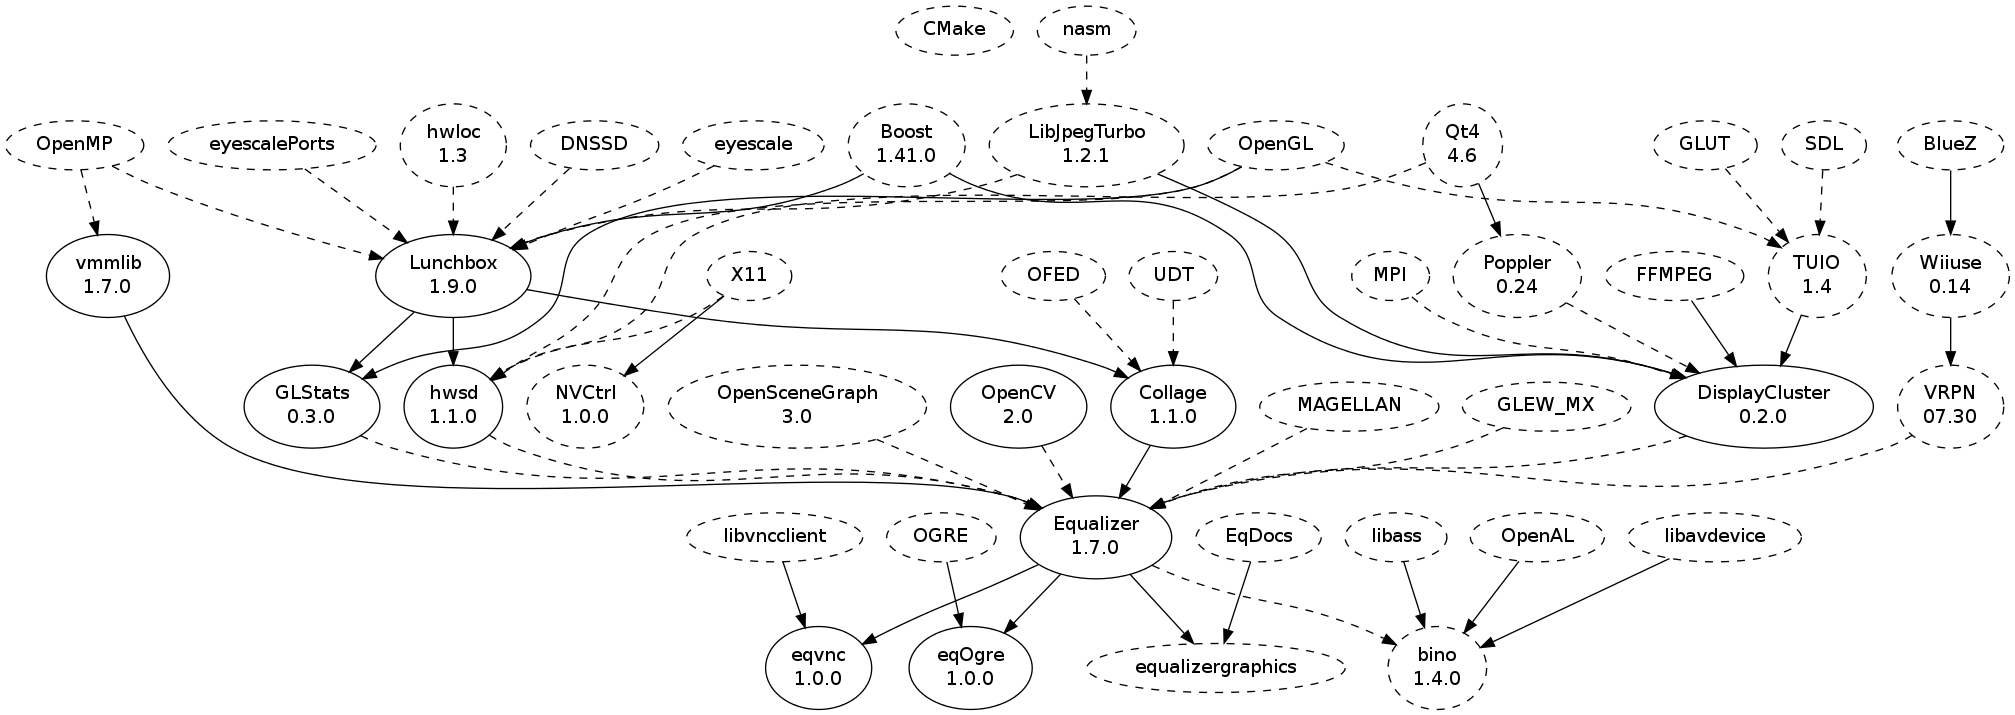 CMake
nasm
OpenMP
eyescalePorts
hwloc
1.3
DNSSD
eyescale
Boost
1.41.0
LibJpegTurbo
1.2.1
OpenGL
Qt4
4.6
GLUT
SDL
BlueZ
vmmlib
1.7.0
Lunchbox
1.9.0
X11
OFED
UDT
MPI
Poppler
0.24
FFMPEG
TUIO
1.4
Wiiuse
0.14
GLStats
0.3.0
hwsd
1.1.0
NVCtrl
1.0.0
OpenSceneGraph
3.0
OpenCV
2.0
Collage
1.1.0
MAGELLAN
GLEW_MX
DisplayCluster
0.2.0
VRPN
07.30
libvncclient
OGRE
Equalizer
1.7.0
EqDocs
libass
OpenAL
libavdevice
eqvnc
1.0.0
eqOgre
1.0.0
equalizergraphics
bino
1.4.0